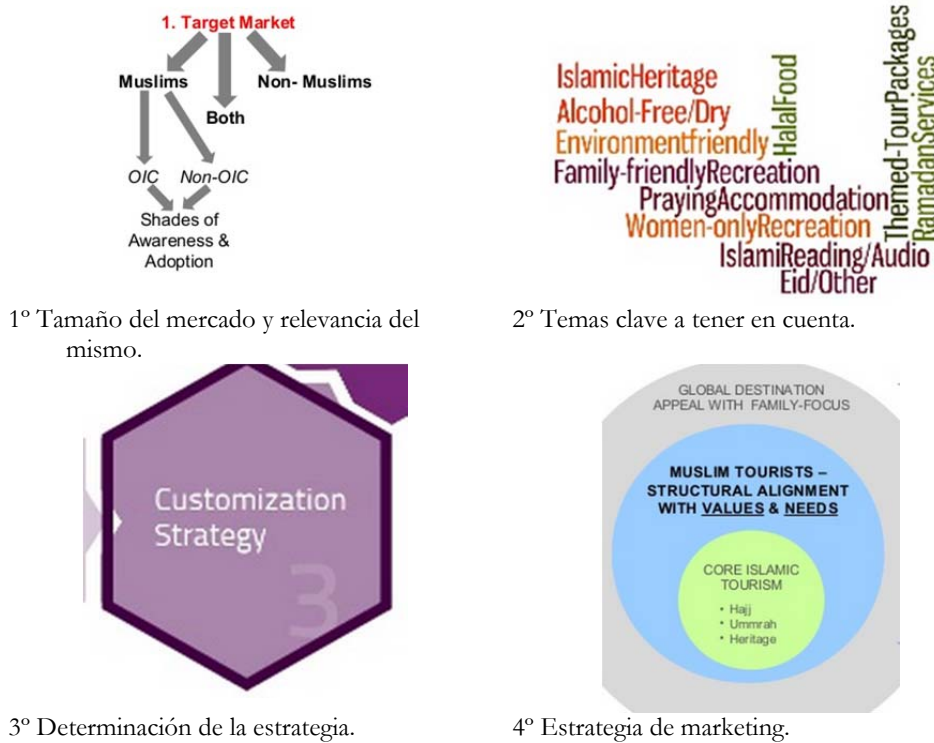 1. Target Market
Muslims
Non- Muslims
Both
OIC
Non-OIC
Shades of
Awareness &
Adoption
1º Tamaño del mercado y relevancia del
mismo.
IslamicHeritage
Alcohol-Free/Dry
Environmentfriendly
HalalFood
Family-friendlyRecreation
PrayingAccommodation
Women-onlyRecreation
Themed-TourPackages
RamadanServices
IslamiReading/Audio
Eid/Other
2º Temas clave a tener en cuenta.
Customization
Strategy
3
3º Determinación de la estrategia.
GLOBAL DESTINATION
APPEAL WITH FAMILY-FOCUS
MUSLIM TOURISTS –
STRUCTURAL ALIGNMENT
WITH VALUES & NEEDS
CORE ISLAMIC
TOURISM
• Hajj
• Ummrah
• Heritage
4º Estrategia de marketing.